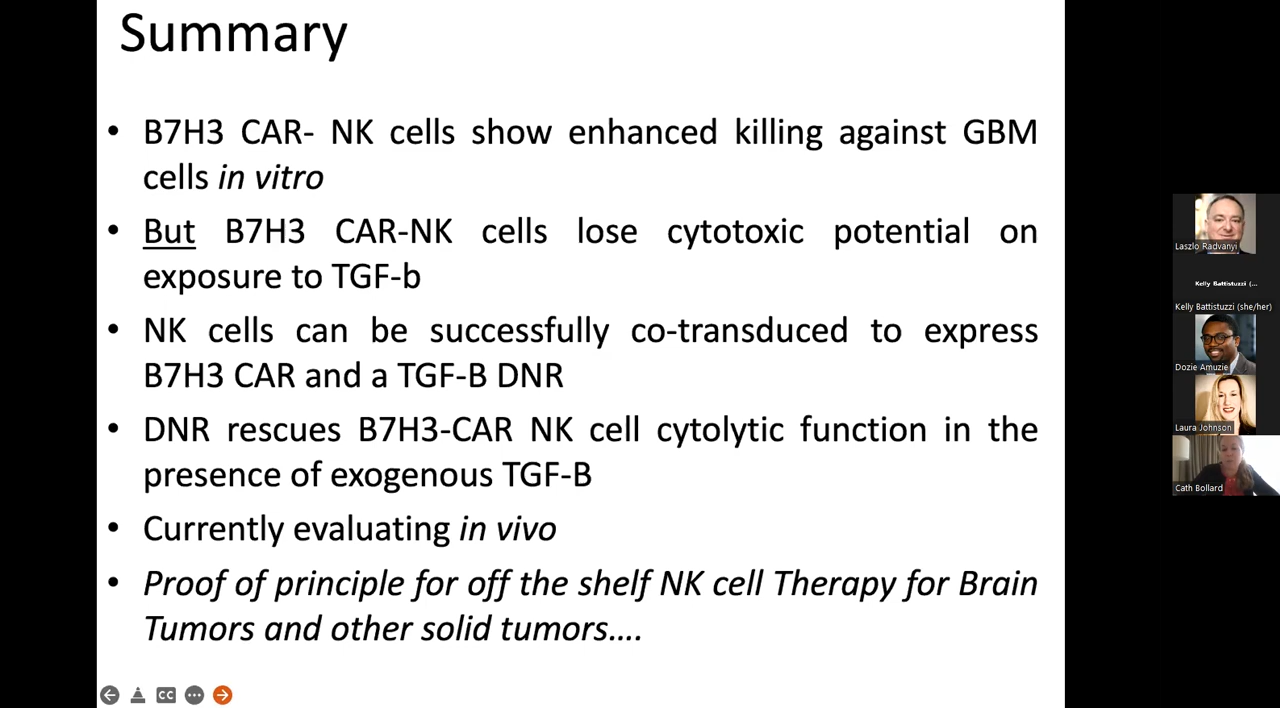 Summary
• B7H3 CAR- NK cells show enhanced killing against GBM
cells in vitro
• But B7H3 CAR-NK cells lose cytotoxic potential on
exposure to TGF-b
• NK cells can be successfully co-transduced to express
B7H3 CAR and a TGF-B DNR
• DNR rescues B7H3-CAR NK cell cytolytic function in the
presence of exogenous TGF-B
• Currently evaluating in vivo
• Proof of principle for off the shelf NK cell Therapy for Brain
Tumors and other solid tumors....
CC
Laszlo Radvanyi
Kelly Battistuzzi (...
Kelly Battistuzzi (she/her)
Dozie Amuzie
Laura Johnson
Cath Bollard